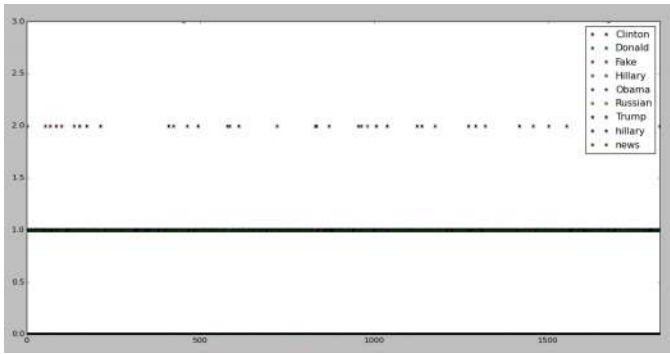 3.0
2.5
2.0
1.5
1.0
0.5
0.0
0
500
1000
1500
Clinton
Donald
Fake
Hillary
Obama
Russian
Trump
hillary
news